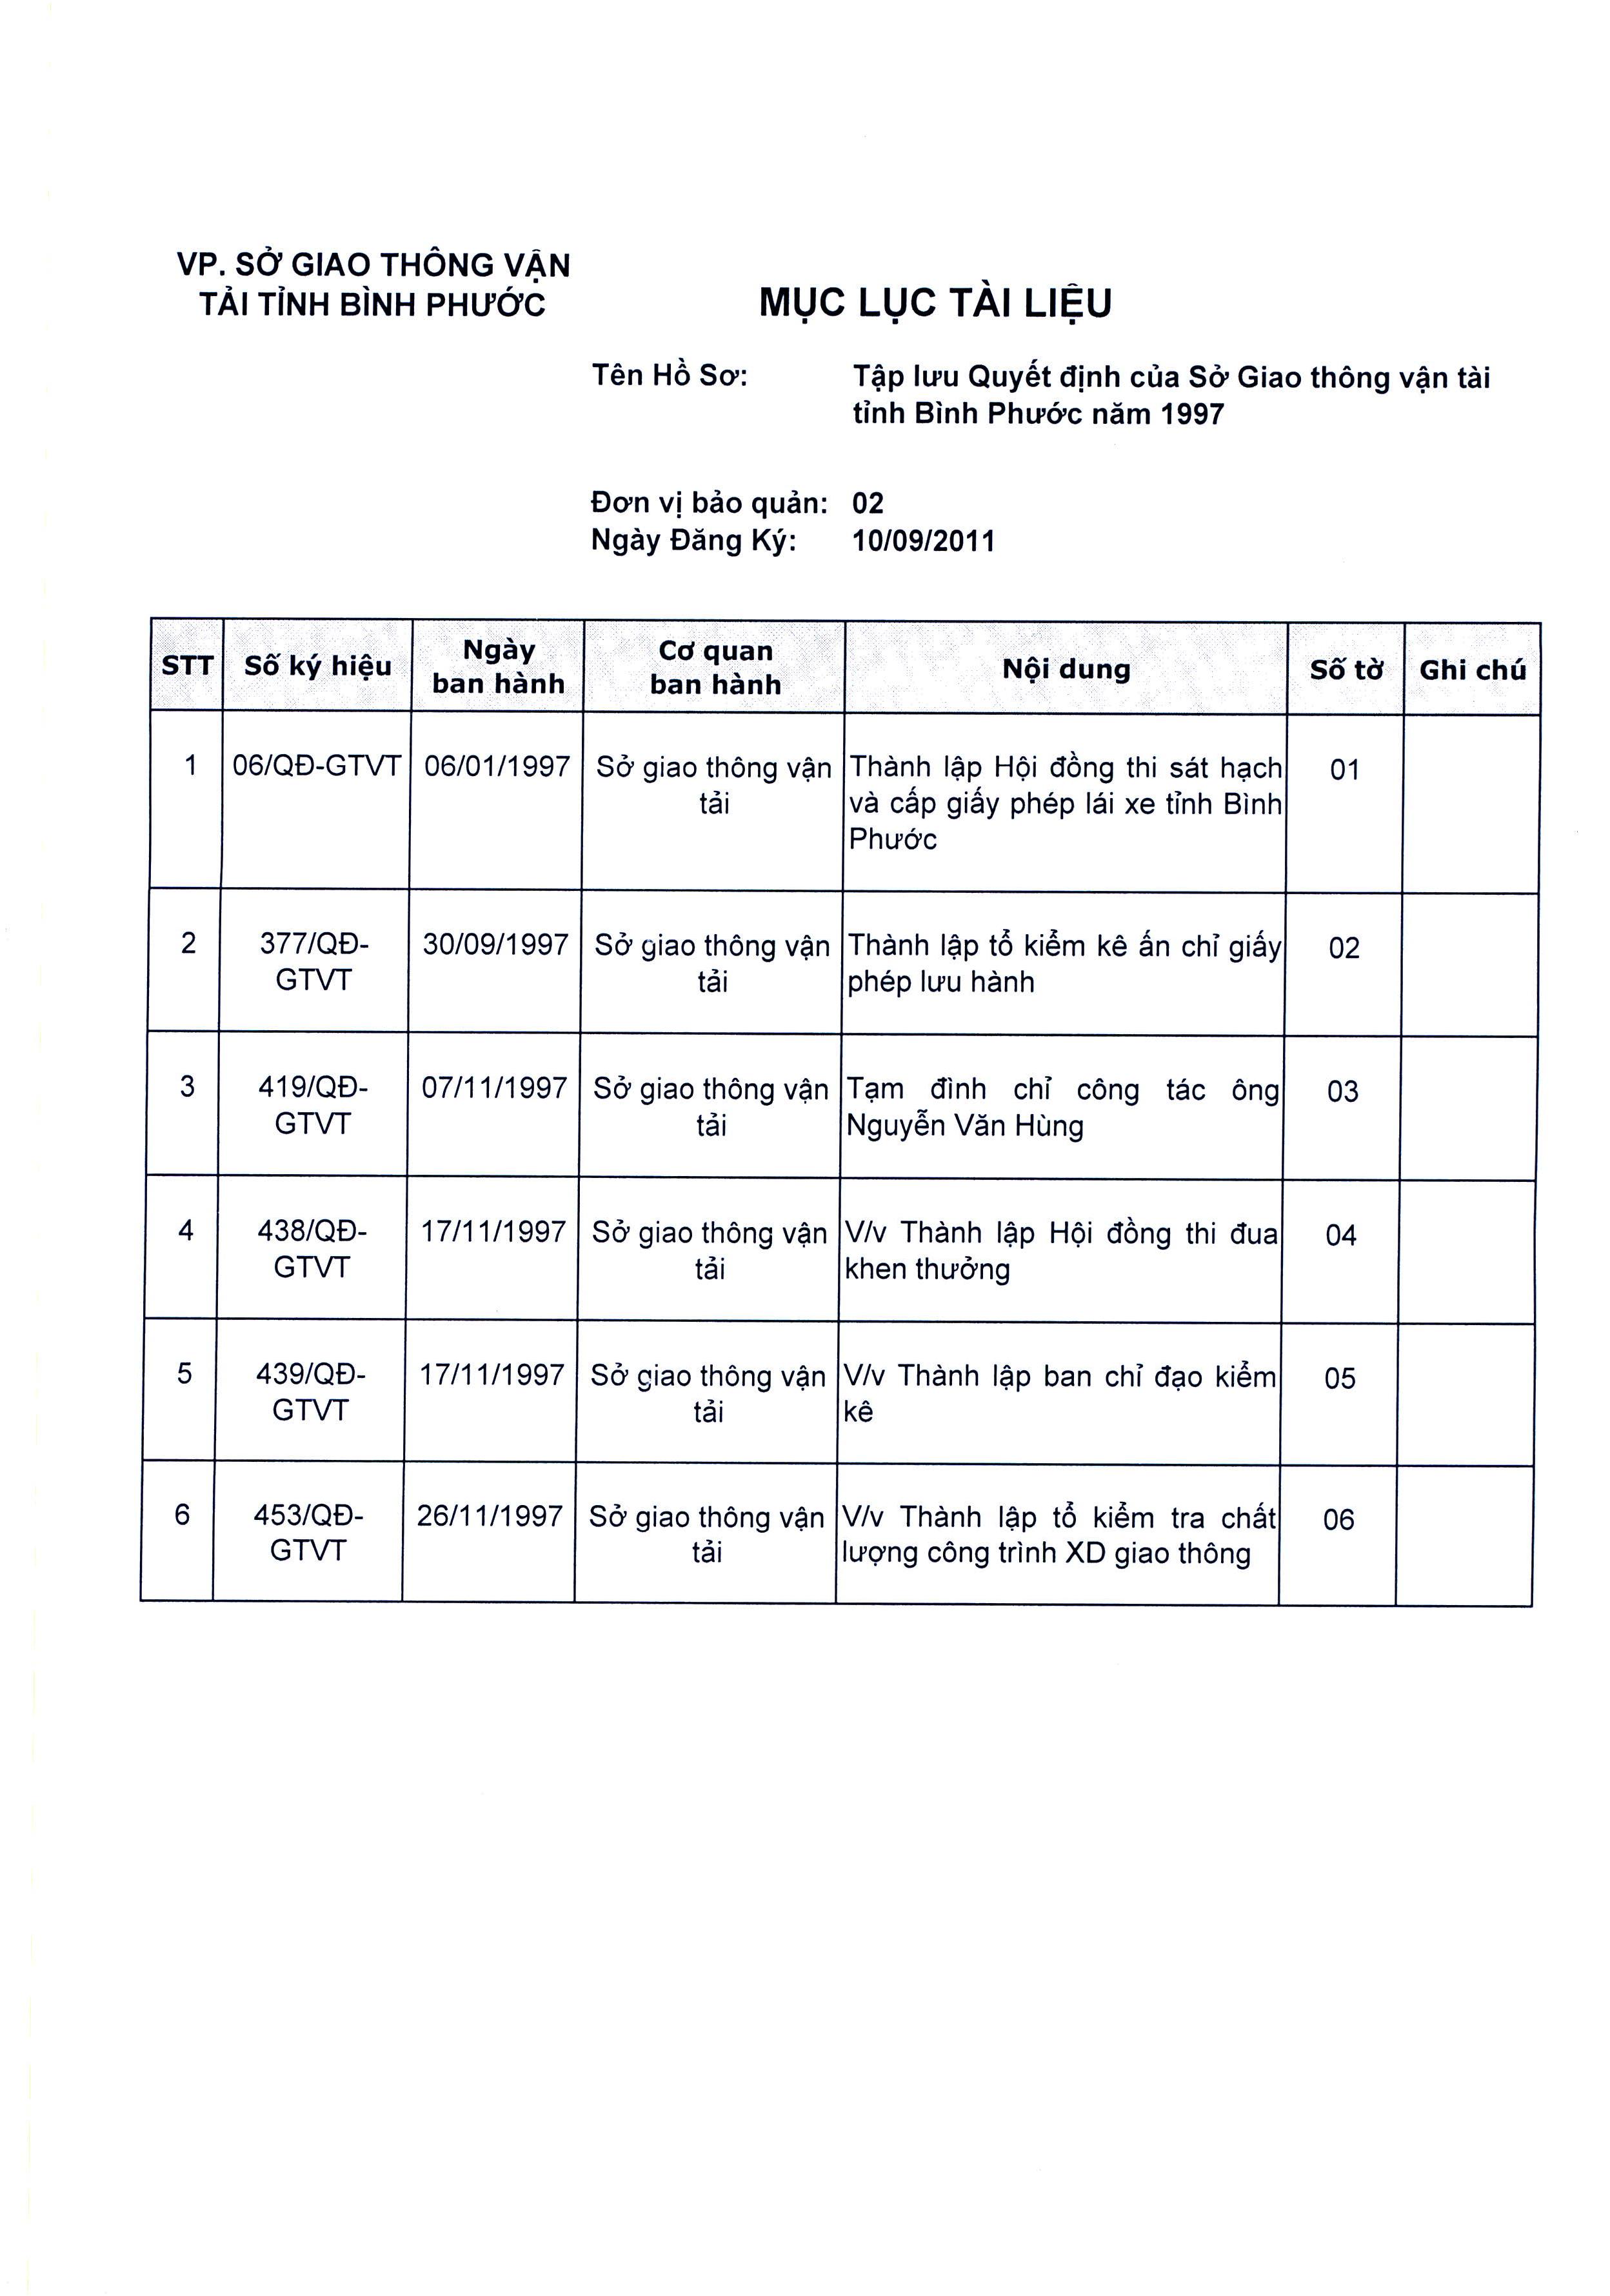 VP. SỞ GIAO THÔNG VẬN
TẢI TỈNH BÌNH PHƯỚC
MỤC LỤC TÀI LIỆU
Tên Hồ Sơ: Tập lưu Quyết định của Sở Giao thông vận tài
tỉnh Bình Phước năm 1997
Đơn vị bảo quản: 02
Ngày Đăng Ký: 10/09/2011
STT Số ký hiệu Ngày ban hành Cơ quan ban hành Nội dung Số tờ Ghi chú
1 06/QĐ-GTVT 06/01/1997 Sở giao thông vận Thành lập Hội đồng thi sát hạch 01
tải và cấp giấy phép lái xe tỉnh Bình
Phước
2 377/QĐ- 30/09/1997 Sở giao thông vận Thành lập tổ kiểm kê ấn chỉ giấy 02
GTVT tải phép lưu hành
3 419/QĐ- 07/11/1997 Sở giao thông vận Tạm đình chỉ công tác ông 03
GTVT tải Nguyễn Văn Hùng
4 438/QĐ- 17/11/1997 Sở giao thông vận V/v Thành lập Hội đồng thi đua 04
GTVT tải khen thưởng
5 439/QĐ- 17/11/1997 Sở giao thông vận V/v Thành lập ban chỉ đạo kiểm 05
GTVT tải kê
6 453/QĐ- 26/11/1997 Sở giao thông vận V/v Thành lập tổ kiểm tra chất 06
GTVT tải lượng công trình XD giao thông